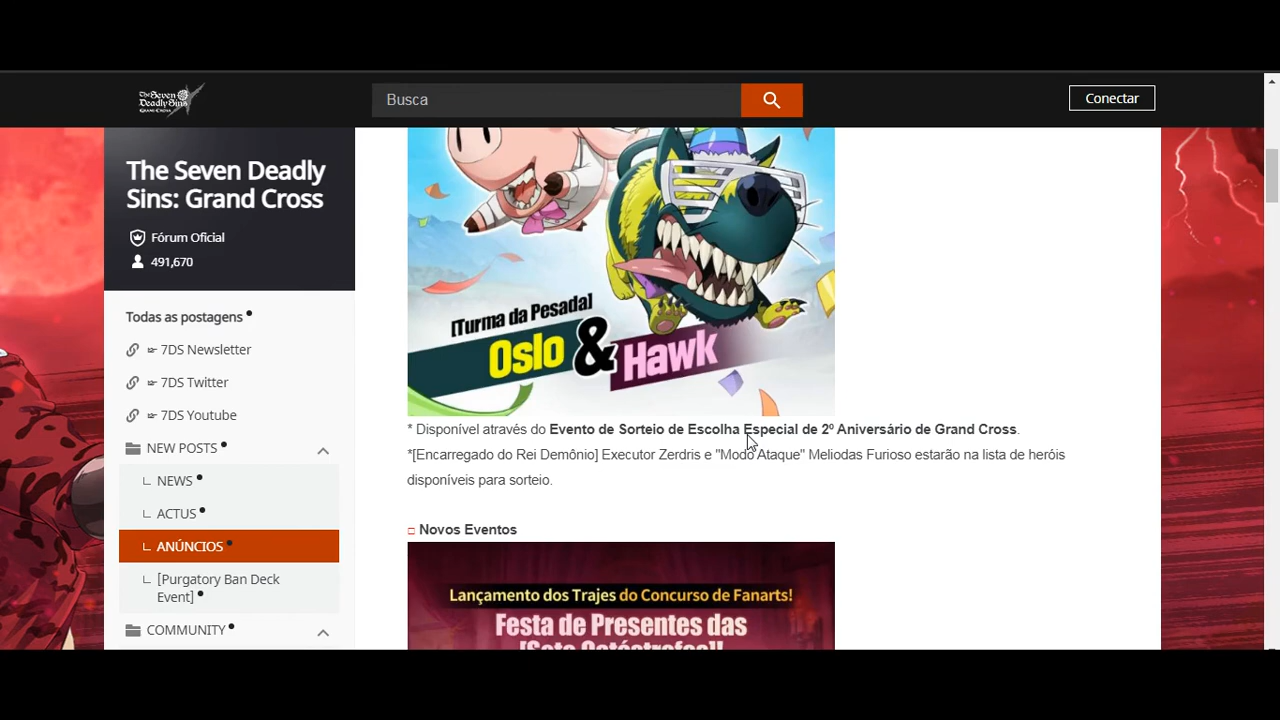 The Seven
Deadly Sins
GRAND CROSS
Busca
Conectar
The Seven Deadly
Sins: Grand Cross
Fórum Oficial
491,670
Todas as postagens
7DS Newsletter
7DS Twitter
7DS Youtube
NEW POSTS
NEWS
ACTUS
ANÚNCIOS
[Purgatory Ban Deck
Event]
COMMUNITY
[Turma da Pesada]
Oslo & Hawk
* Disponível através do Evento de Sorteio de Escolha Especial de 2º Aniversário de Grand Cross.
*[Encarregado do Rei Demônio] Executor Zerdris e "Modo Ataque" Meliodas Furioso estarão na lista de heróis
disponíveis para sorteio.
Novos Eventos
Lançamento dos Trajes do Concurso de Fanarts!
Festa de Presentes das
[Sete Catástrofes]!